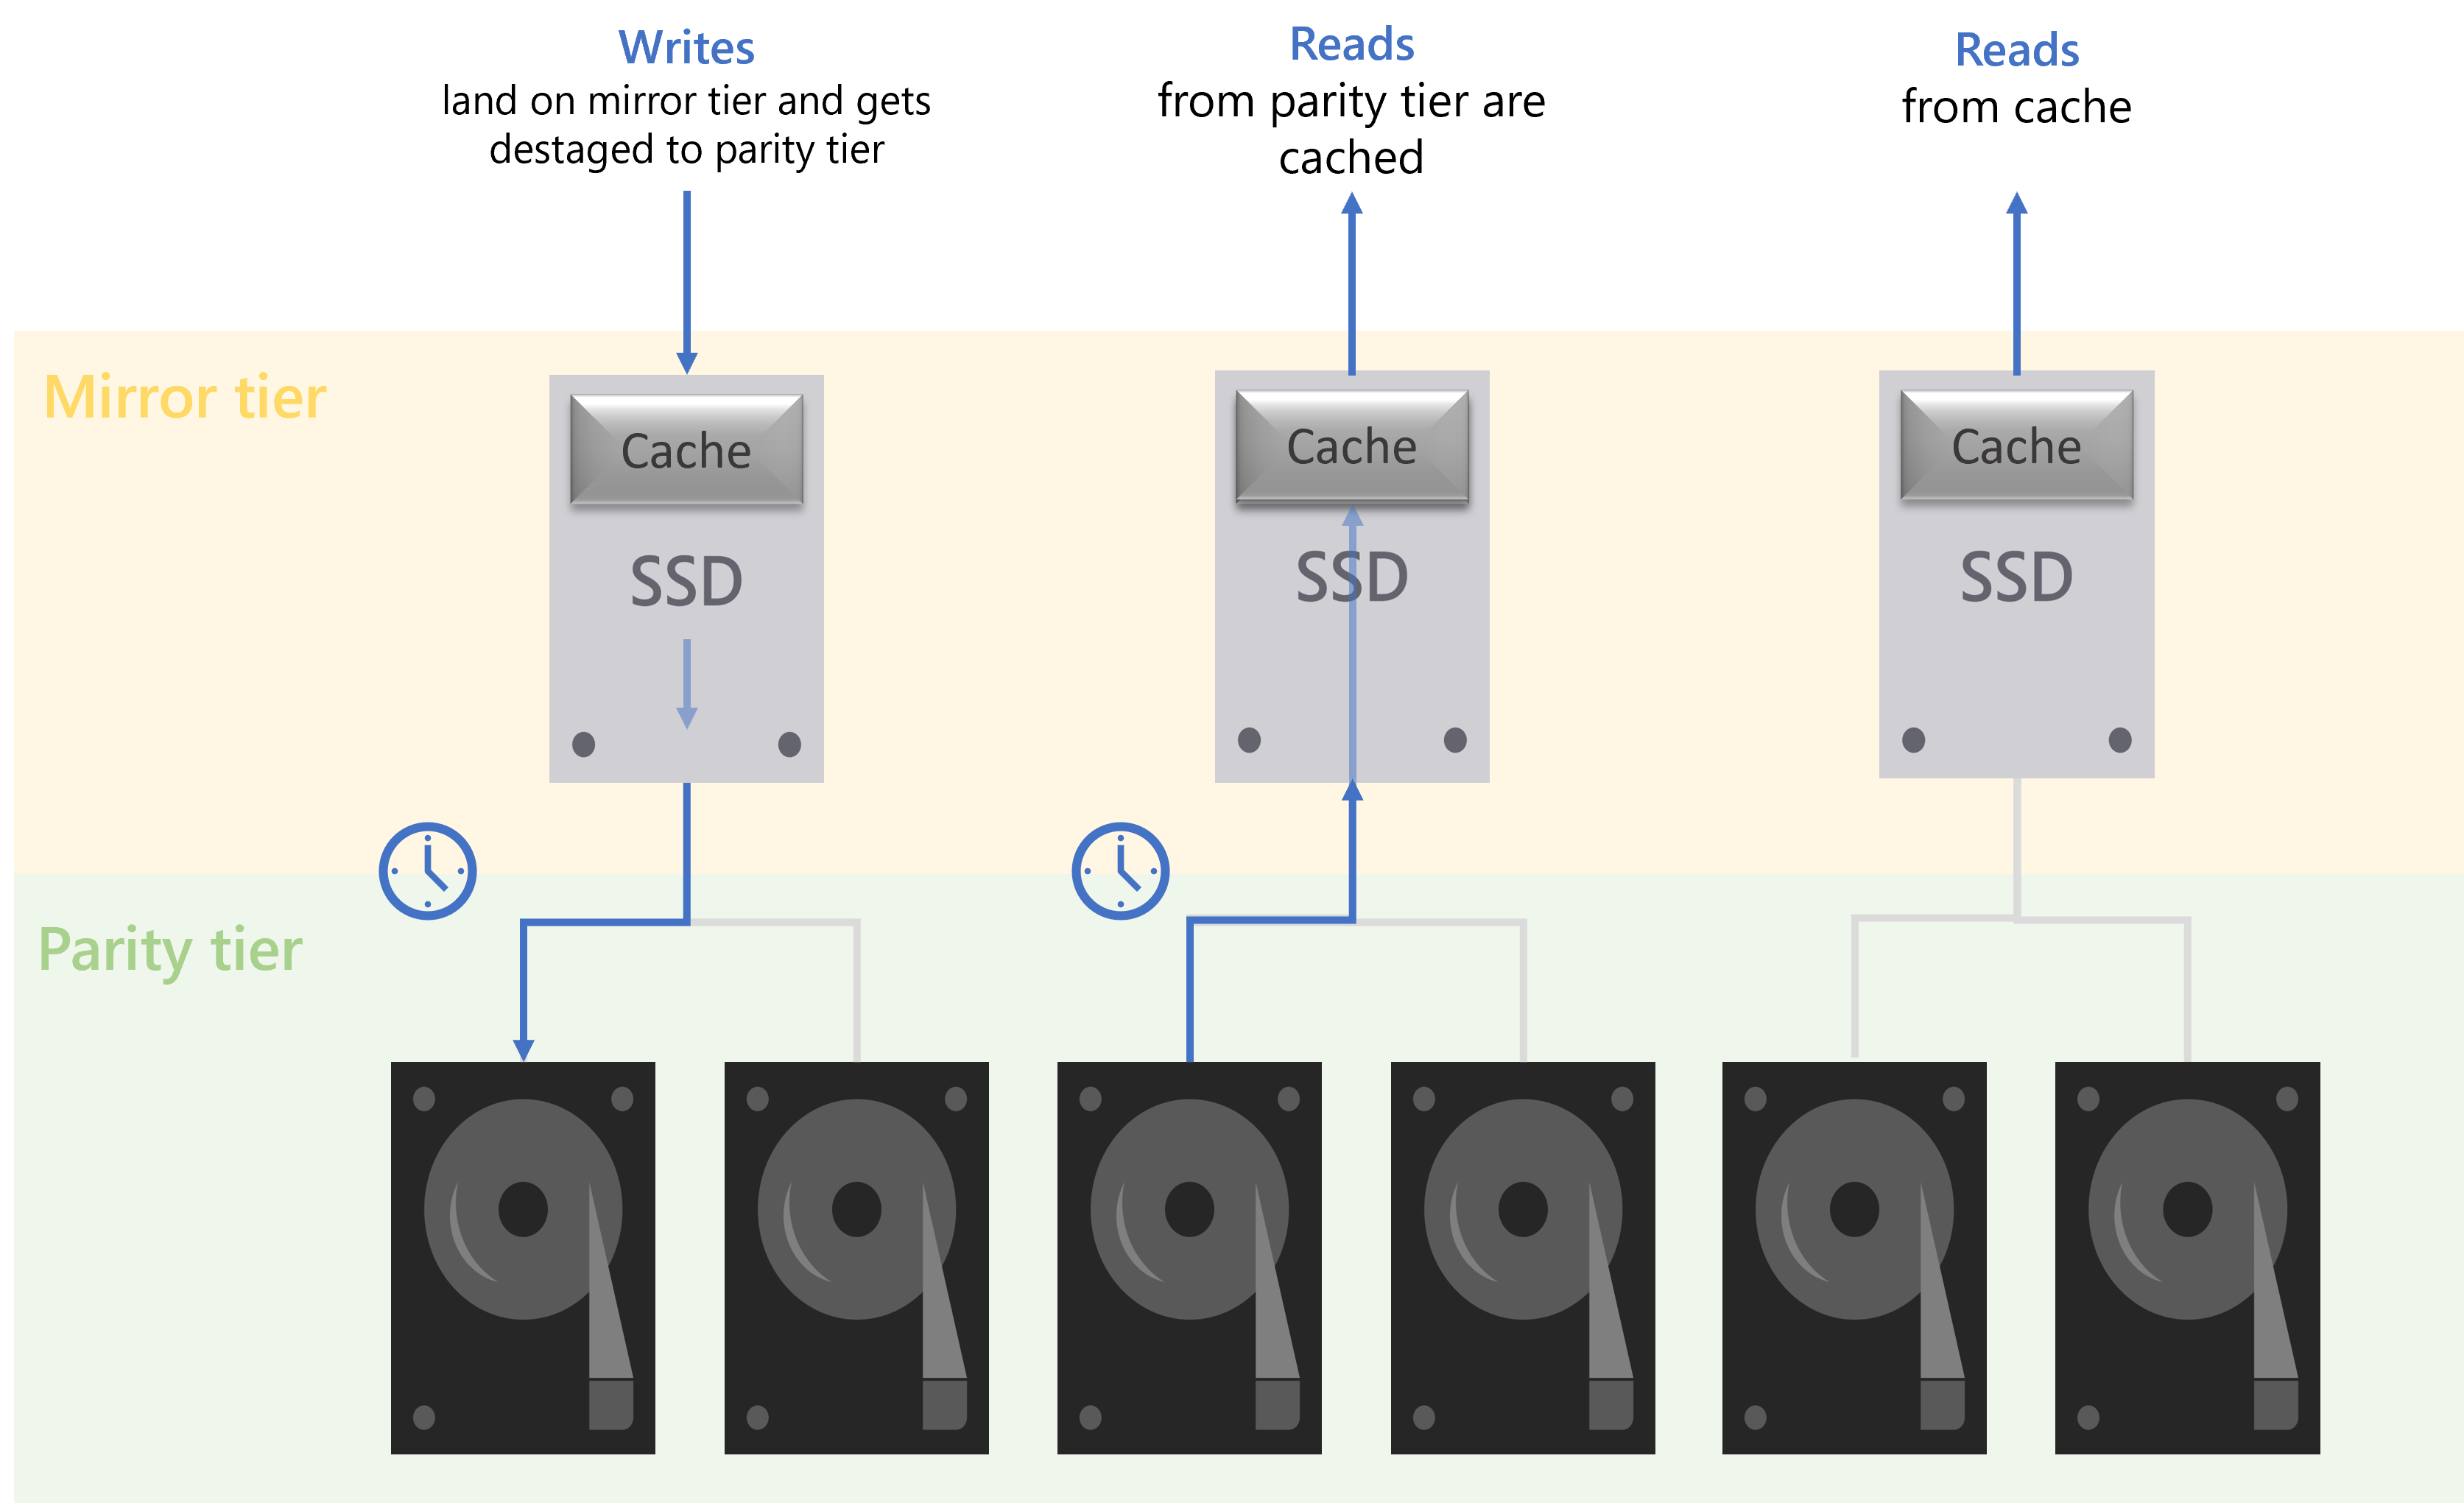 Writes
land on mirror tier and gets
destaged to parity tier
Reads
from parity tier are
cached
Reads
from cache
Mirror tier
Cache
SSD
Cache
SSD
Cache
SSD
Parity tier